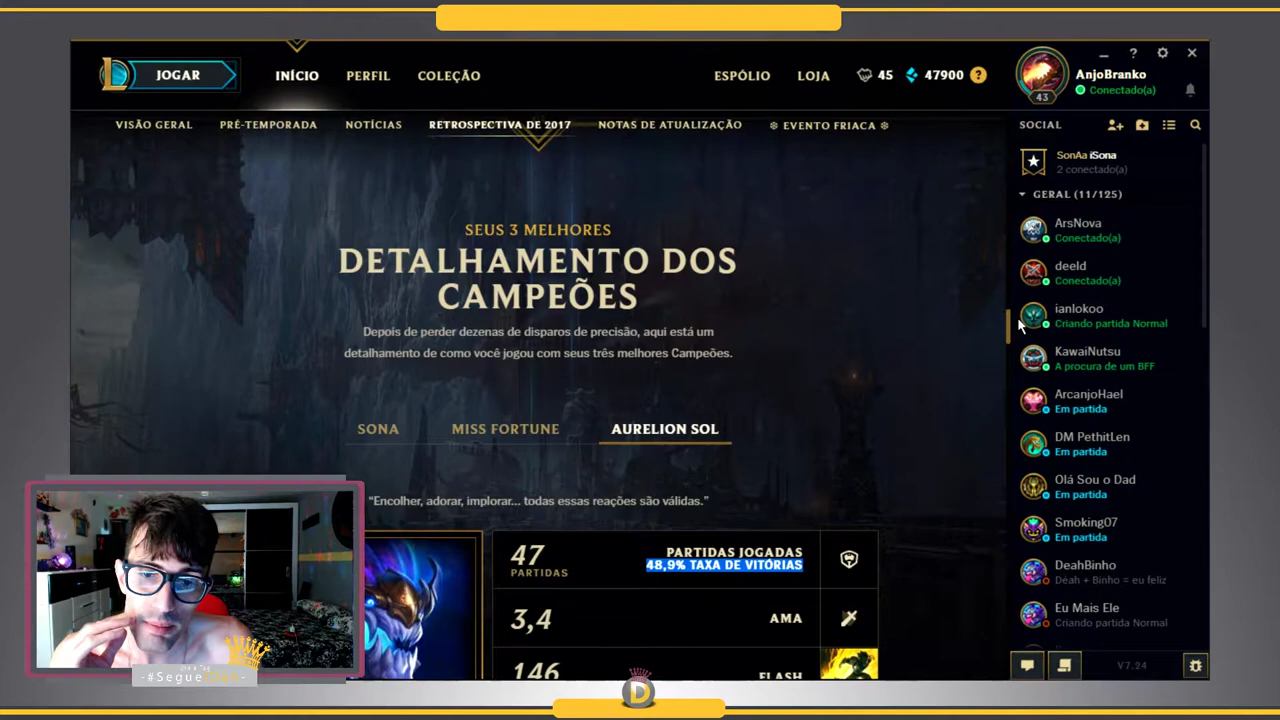 JOGAR
INÍCIO
PERFIL
COLEÇÃO
ESPÓLIO
LOJA
45
47900
?
?
43
AnjoBranko
Conectado(a)
VISÃO GERAL
PRÉ-TEMPORADA
NOTÍCIAS
RETROSPECTIVA DE 2017
NOTAS DE ATUALIZAÇÃO
❄ EVENTO FRIACA ❄
SOCIAL
SonAa iSona
2 conectado(a)
GERAL (11/125)
ArsNova
Conectado(a)
deeld
Conectado(a)
ianlokoo
Criando partida Normal
KawaiNutsu
A procura de um BFF
ArcanjoHael
Em partida
DM PethitLen
Em partida
Olá Sou o Dad
Em partida
Smoking07
Em partida
DeahBinho
Déah + Binho = eu feliz
Eu Mais Ele
Criando partida Normal
V7.24
SEUS 3 MELHORES
DETALHAMENTO DOS
CAMPEÕES
Depois de perder dezenas de disparos de precisão, aqui está um
detalhamento de como você jogou com seus três melhores Campeões.
SONA
MISS FORTUNE
AURELION SOL
“Encolher, adorar, implorar... todas essas reações são válidas.”
47
PARTIDAS
PARTIDAS JOGADAS
48,9% TAXA DE VITÓRIAS
3,4
AMA
146
FLASH
D